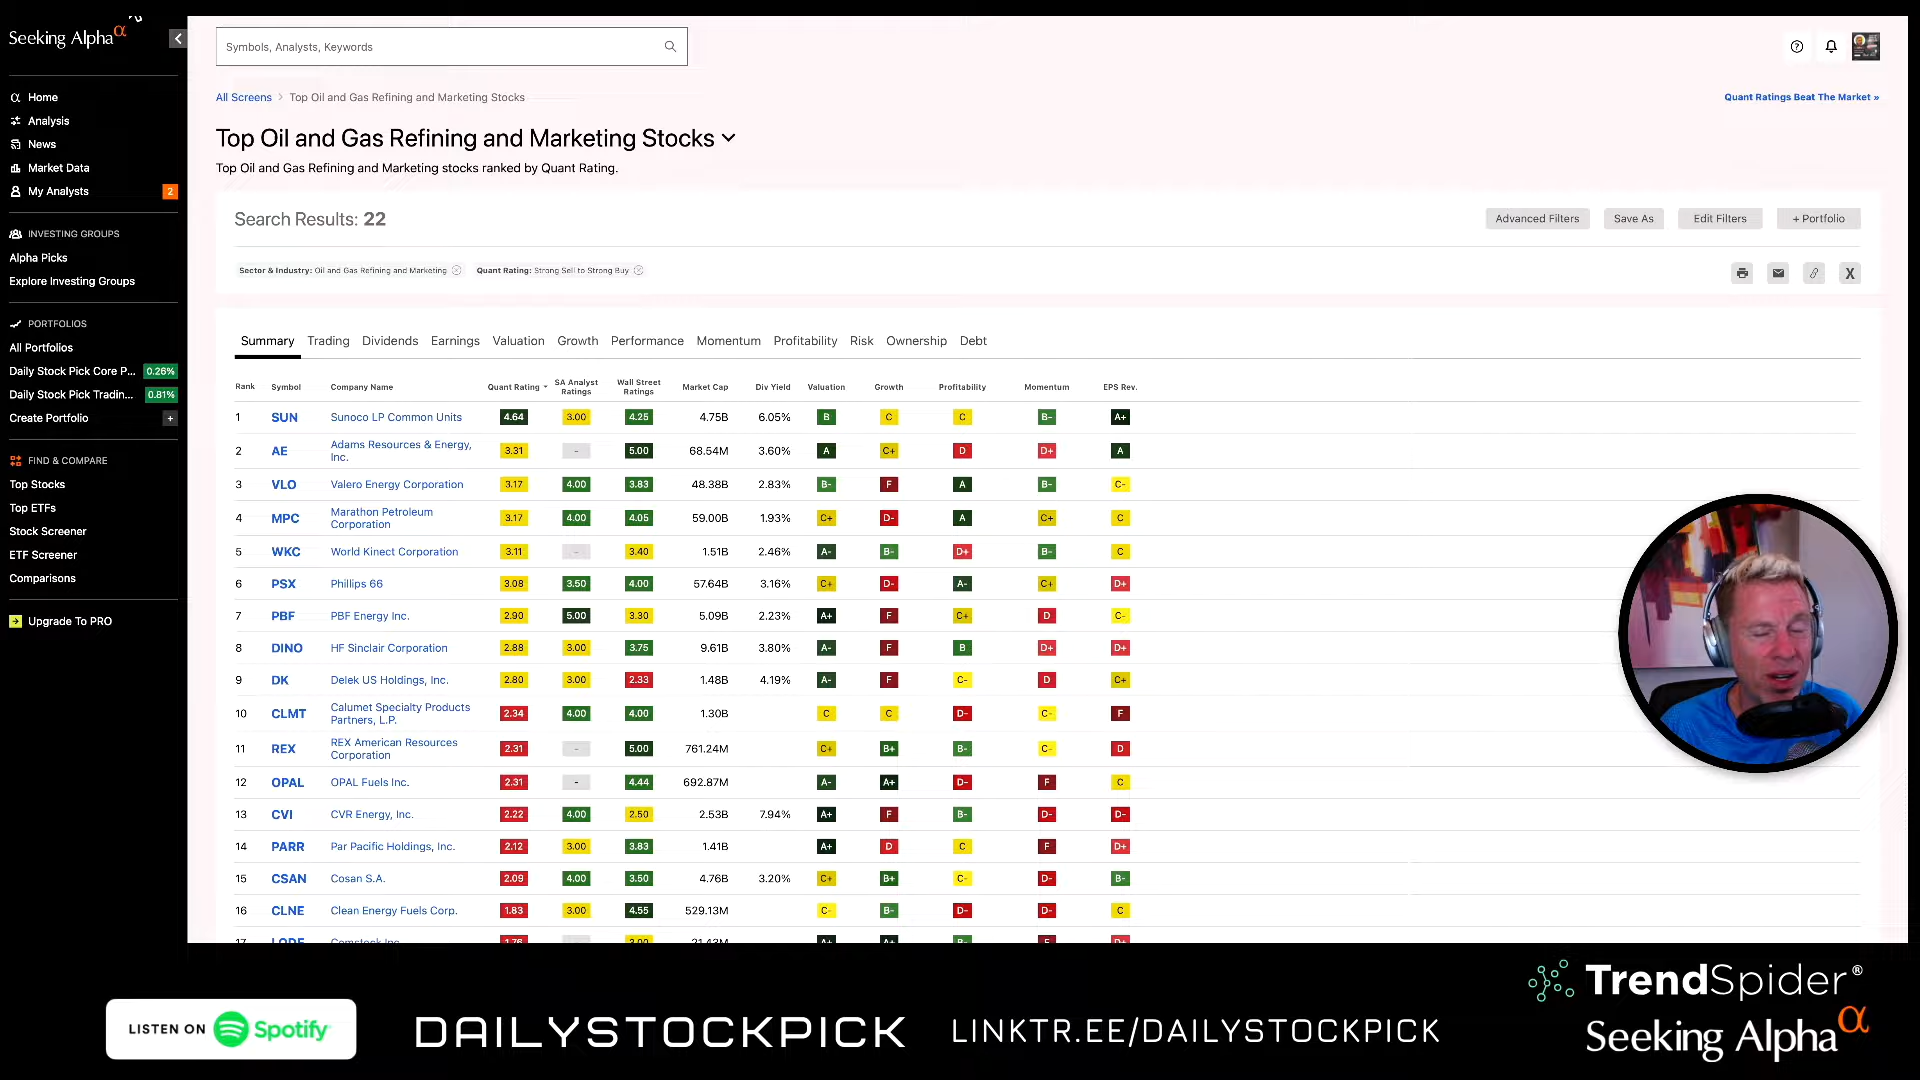 Seeking Alpha α
Symbols, Analysts, Keywords
Home
Analysis
News
Market Data
My Analysts 2
INVESTING GROUPS
Alpha Picks
Explore Investing Groups
PORTFOLIOS
All Portfolios
Daily Stock Pick Core P... 0.26%
Daily Stock Pick Tradin... 0.81%
Create Portfolio +
FIND & COMPARE
Top Stocks
Top ETFs
Stock Screener
ETF Screener
Comparisons
Upgrade To PRO
All Screens > Top Oil and Gas Refining and Marketing Stocks
Quant Ratings Beat The Market »
Top Oil and Gas Refining and Marketing Stocks
Top Oil and Gas Refining and Marketing stocks ranked by Quant Rating.
Search Results: 22
Advanced Filters Save As Edit Filters + Portfolio
Sector & Industry: Oil and Gas Refining and Marketing Quant Rating: Strong Sell to Strong Buy
X
Summary Trading Dividends Earnings Valuation Growth Performance Momentum Profitability Risk Ownership Debt
Rank Symbol Company Name Quant Rating SA Analyst Ratings Wall Street Ratings Market Cap Div Yield Valuation Growth Profitability Momentum EPS Rev.
1 SUN Sunoco LP Common Units 4.64 3.00 4.25 4.75B 6.05% B C C B- A+
2 AE Adams Resources & Energy, Inc. 3.31 - 5.00 68.54M 3.60% A C+ D D+ A
3 VLO Valero Energy Corporation 3.17 4.00 3.83 48.38B 2.83% B- F A B- C-
4 MPC Marathon Petroleum Corporation 3.17 4.00 4.05 59.00B 1.93% C+ D- A C+ C
5 WKC World Kinect Corporation 3.11 - 3.40 1.51B 2.46% A- B- D+ B- C
6 PSX Phillips 66 3.08 3.50 4.00 57.64B 3.16% C+ D- A- C+ D+
7 PBF PBF Energy Inc. 2.90 5.00 3.30 5.09B 2.23% A+ F C+ D C-
8 DINO HF Sinclair Corporation 2.88 3.00 3.75 9.61B 3.80% A- F B D+ D+
9 DK Delek US Holdings, Inc. 2.80 3.00 2.33 1.48B 4.19% A- F C- D C+
10 CLMT Calumet Specialty Products Partners, L.P. 2.34 4.00 4.00 1.30B C C D- C- F
11 REX REX American Resources Corporation 2.31 - 5.00 761.24M C+ B+ B- C- D
12 OPAL OPAL Fuels Inc. 2.31 - 4.44 692.87M A- A+ D- F C
13 CVI CVR Energy, Inc. 2.22 4.00 2.50 2.53B 7.94% A+ F B- D- D-
14 PARR Par Pacific Holdings, Inc. 2.12 3.00 3.83 1.41B A+ D C F D+
15 CSAN Cosan S.A. 2.09 4.00 3.50 4.76B 3.20% C+ B+ C- D- B-
16 CLNE Clean Energy Fuels Corp. 1.83 3.00 4.55 529.13M C- B- D- D- C
17 LODE Comstock Inc. 1.76 - 3.00 21.43M A+ A+ B- F D+
LISTEN ON Spotify
DAILYSTOCKPICK
LINKTR.EE/DAILYSTOCKPICK
TrendSpider®
Seeking Alpha α